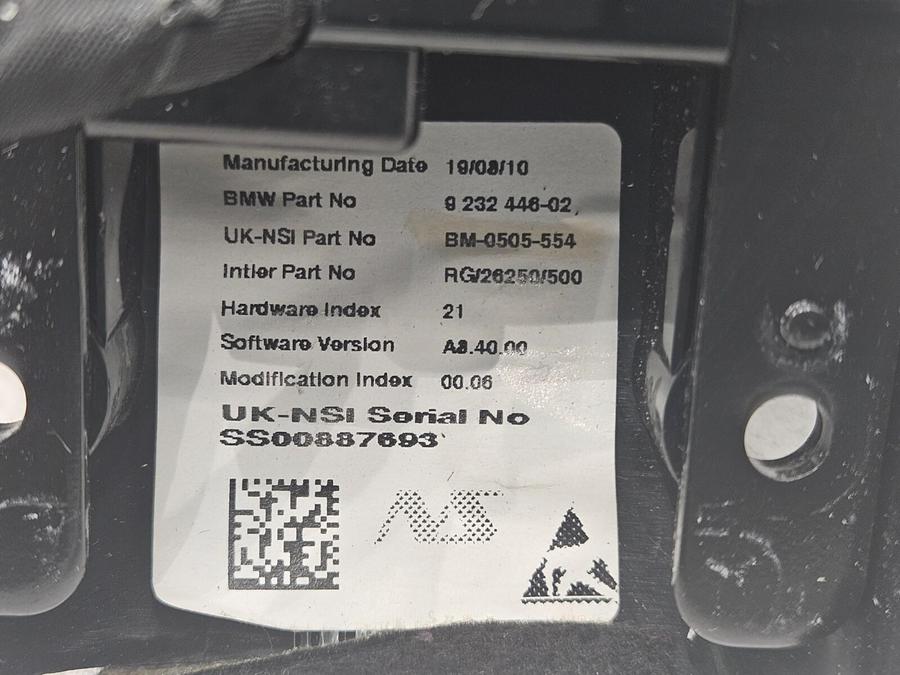 Manufacturing Date 19/08/10
BMW Part No 9 232 446-02
UK-NSI Part No BM-0505-554
Intier Part No RG/26250/500
Hardware Index 21
Software Version A8.40.00
Modification Index 00.06
UK-NSI Serial No
SS00887693
NS